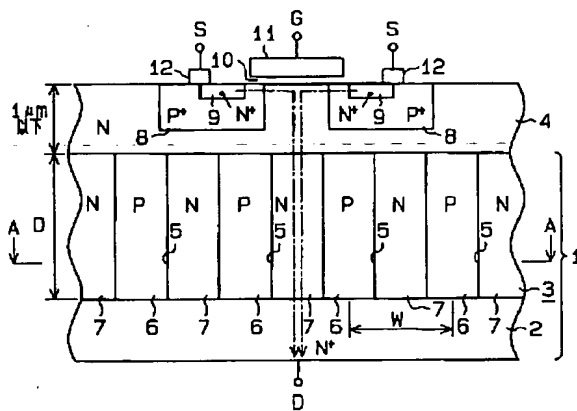 S G S
11
12 10 12
1μm
以下
N P⁺ N⁺ 9 N⁺ 9 P⁺
8 8 4
D N P N P N P N P N
A 5 5 5 5 A 1
3
7 6 7 6 7 6 7 6 7 2
W
N⁺
D